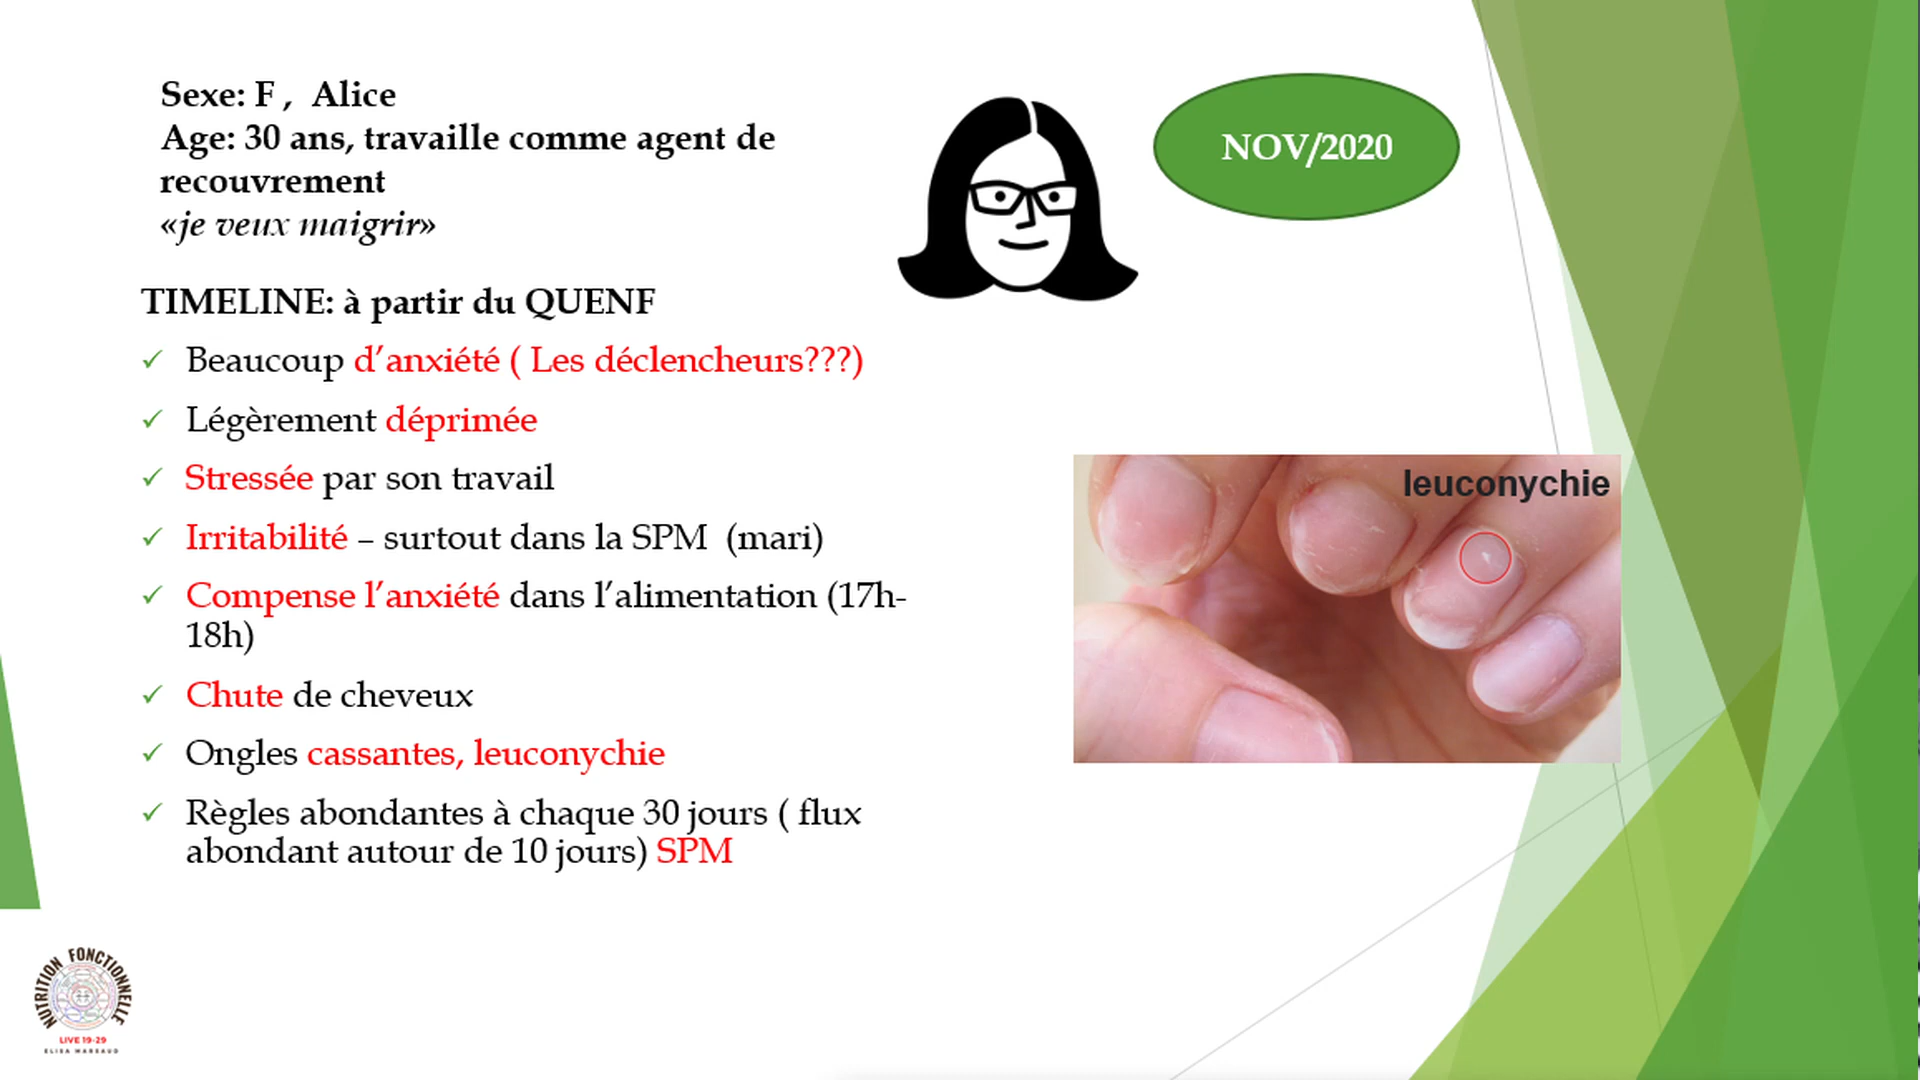 Sexe: F , Alice
Age: 30 ans, travaille comme agent de
recouvrement
«je veux maigrir»
NOV/2020
TIMELINE: à partir du QUENF
Beaucoup d'anxiété ( Les déclencheurs???)
Légèrement déprimée
Stressée par son travail
Irritabilité – surtout dans la SPM (mari)
Compense l'anxiété dans l'alimentation (17h-
18h)
Chute de cheveux
Ongles cassantes, leuconychie
Règles abondantes à chaque 30 jours ( flux
abondant autour de 10 jours) SPM
leuconychie
NUTRITION FONCTIONNELLE
LIVE 19-29
ELISA MARSAUD